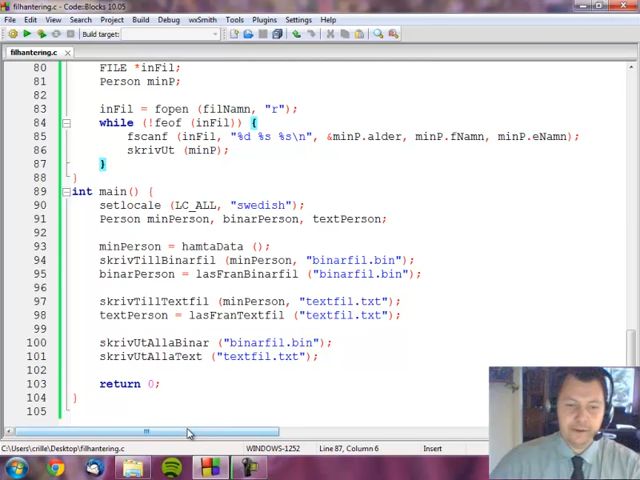 filhantering.c - Code::Blocks 10.05
File Edit View Search Project Build Debug wxSmith Tools Plugins Settings Help
Build target:
filhantering.c
80 FILE *inFil;
81 Person minP;
82
83 inFil = fopen (filNamn, "r");
84 while (!feof (inFil)) {
85 fscanf (inFil, "%d %s %s\n", &minP.alder, minP.fNamn, minP.eNamn);
86 skrivUt (minP);
87 }
88 }
89 int main() {
90 setlocale (LC_ALL, "swedish");
91 Person minPerson, binarPerson, textPerson;
92
93 minPerson = hamtaData ();
94 skrivTillBinarfil (minPerson, "binarfil.bin");
95 binarPerson = lasFranBinarfil ("binarfil.bin");
96
97 skrivTillTextfil (minPerson, "textfil.txt");
98 textPerson = lasFranTextfil ("textfil.txt");
99
100 skrivUtAllaBinar ("binarfil.bin");
101 skrivUtAllaText ("textfil.txt");
102
103 return 0;
104 }
105
C:\Users\crille\Desktop\filhantering.c WINDOWS-1252 Line 87, Column 6 Insert